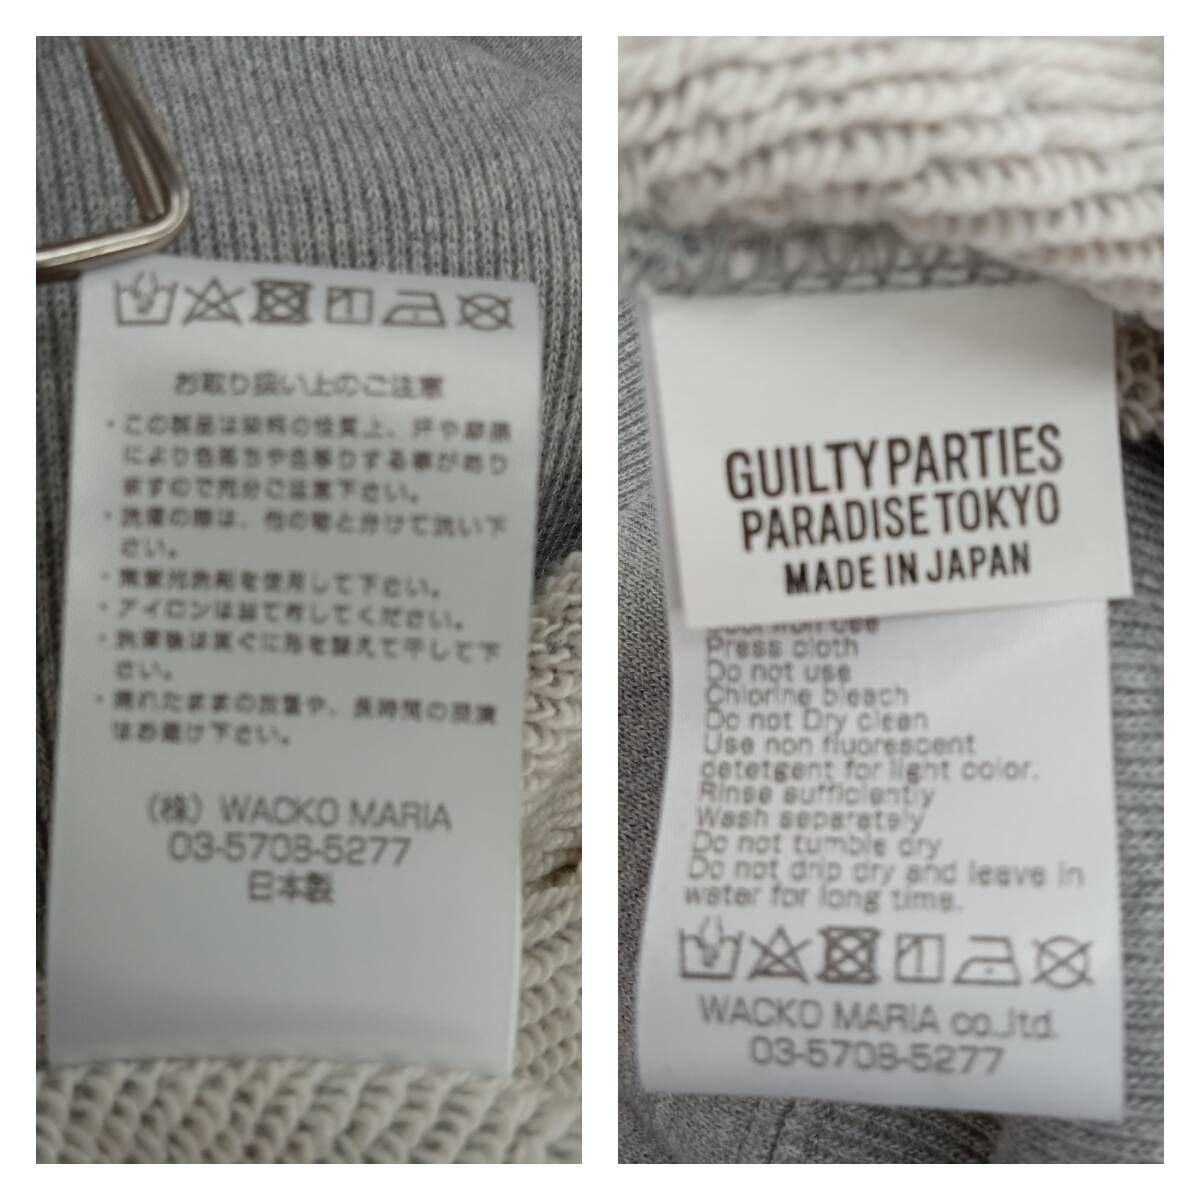 お取り扱い上のご注意
・この製品は染料の性質上、汗や摩擦
により色落ちや色移りする事が有り
ますので充分ご注意下さい。
・洗濯の際は、他の物と分けて洗い下
さい。
・無蛍光洗剤を使用して下さい。
・アイロンは当て布してください。
・洗濯後は直ぐに形を整えて干して下
さい。
・濡れたままの放置や、長時間の浸漬
はお避け下さい。
(株) WACKO MARIA
03-5708-5277
日本製
GUILTY PARTIES
PARADISE TOKYO
MADE IN JAPAN
Press cloth
Do not use
Chlorine bleach
Do not Dry clean
Use non fluorescent
detetgent for light color.
Rinse sufficiently
Wash separately
Do not tumble dry
Do not drip dry and leave in
water for long time.
WACKO MARIA co.,ltd.
03-5708-5277